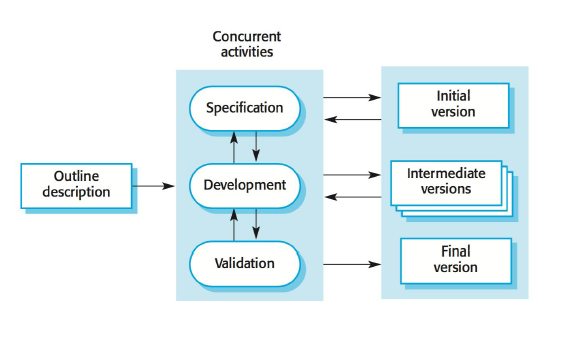 Concurrent
activities
Specification
Initial
version
Outline
description
Development
Intermediate
versions
Validation
Final
version